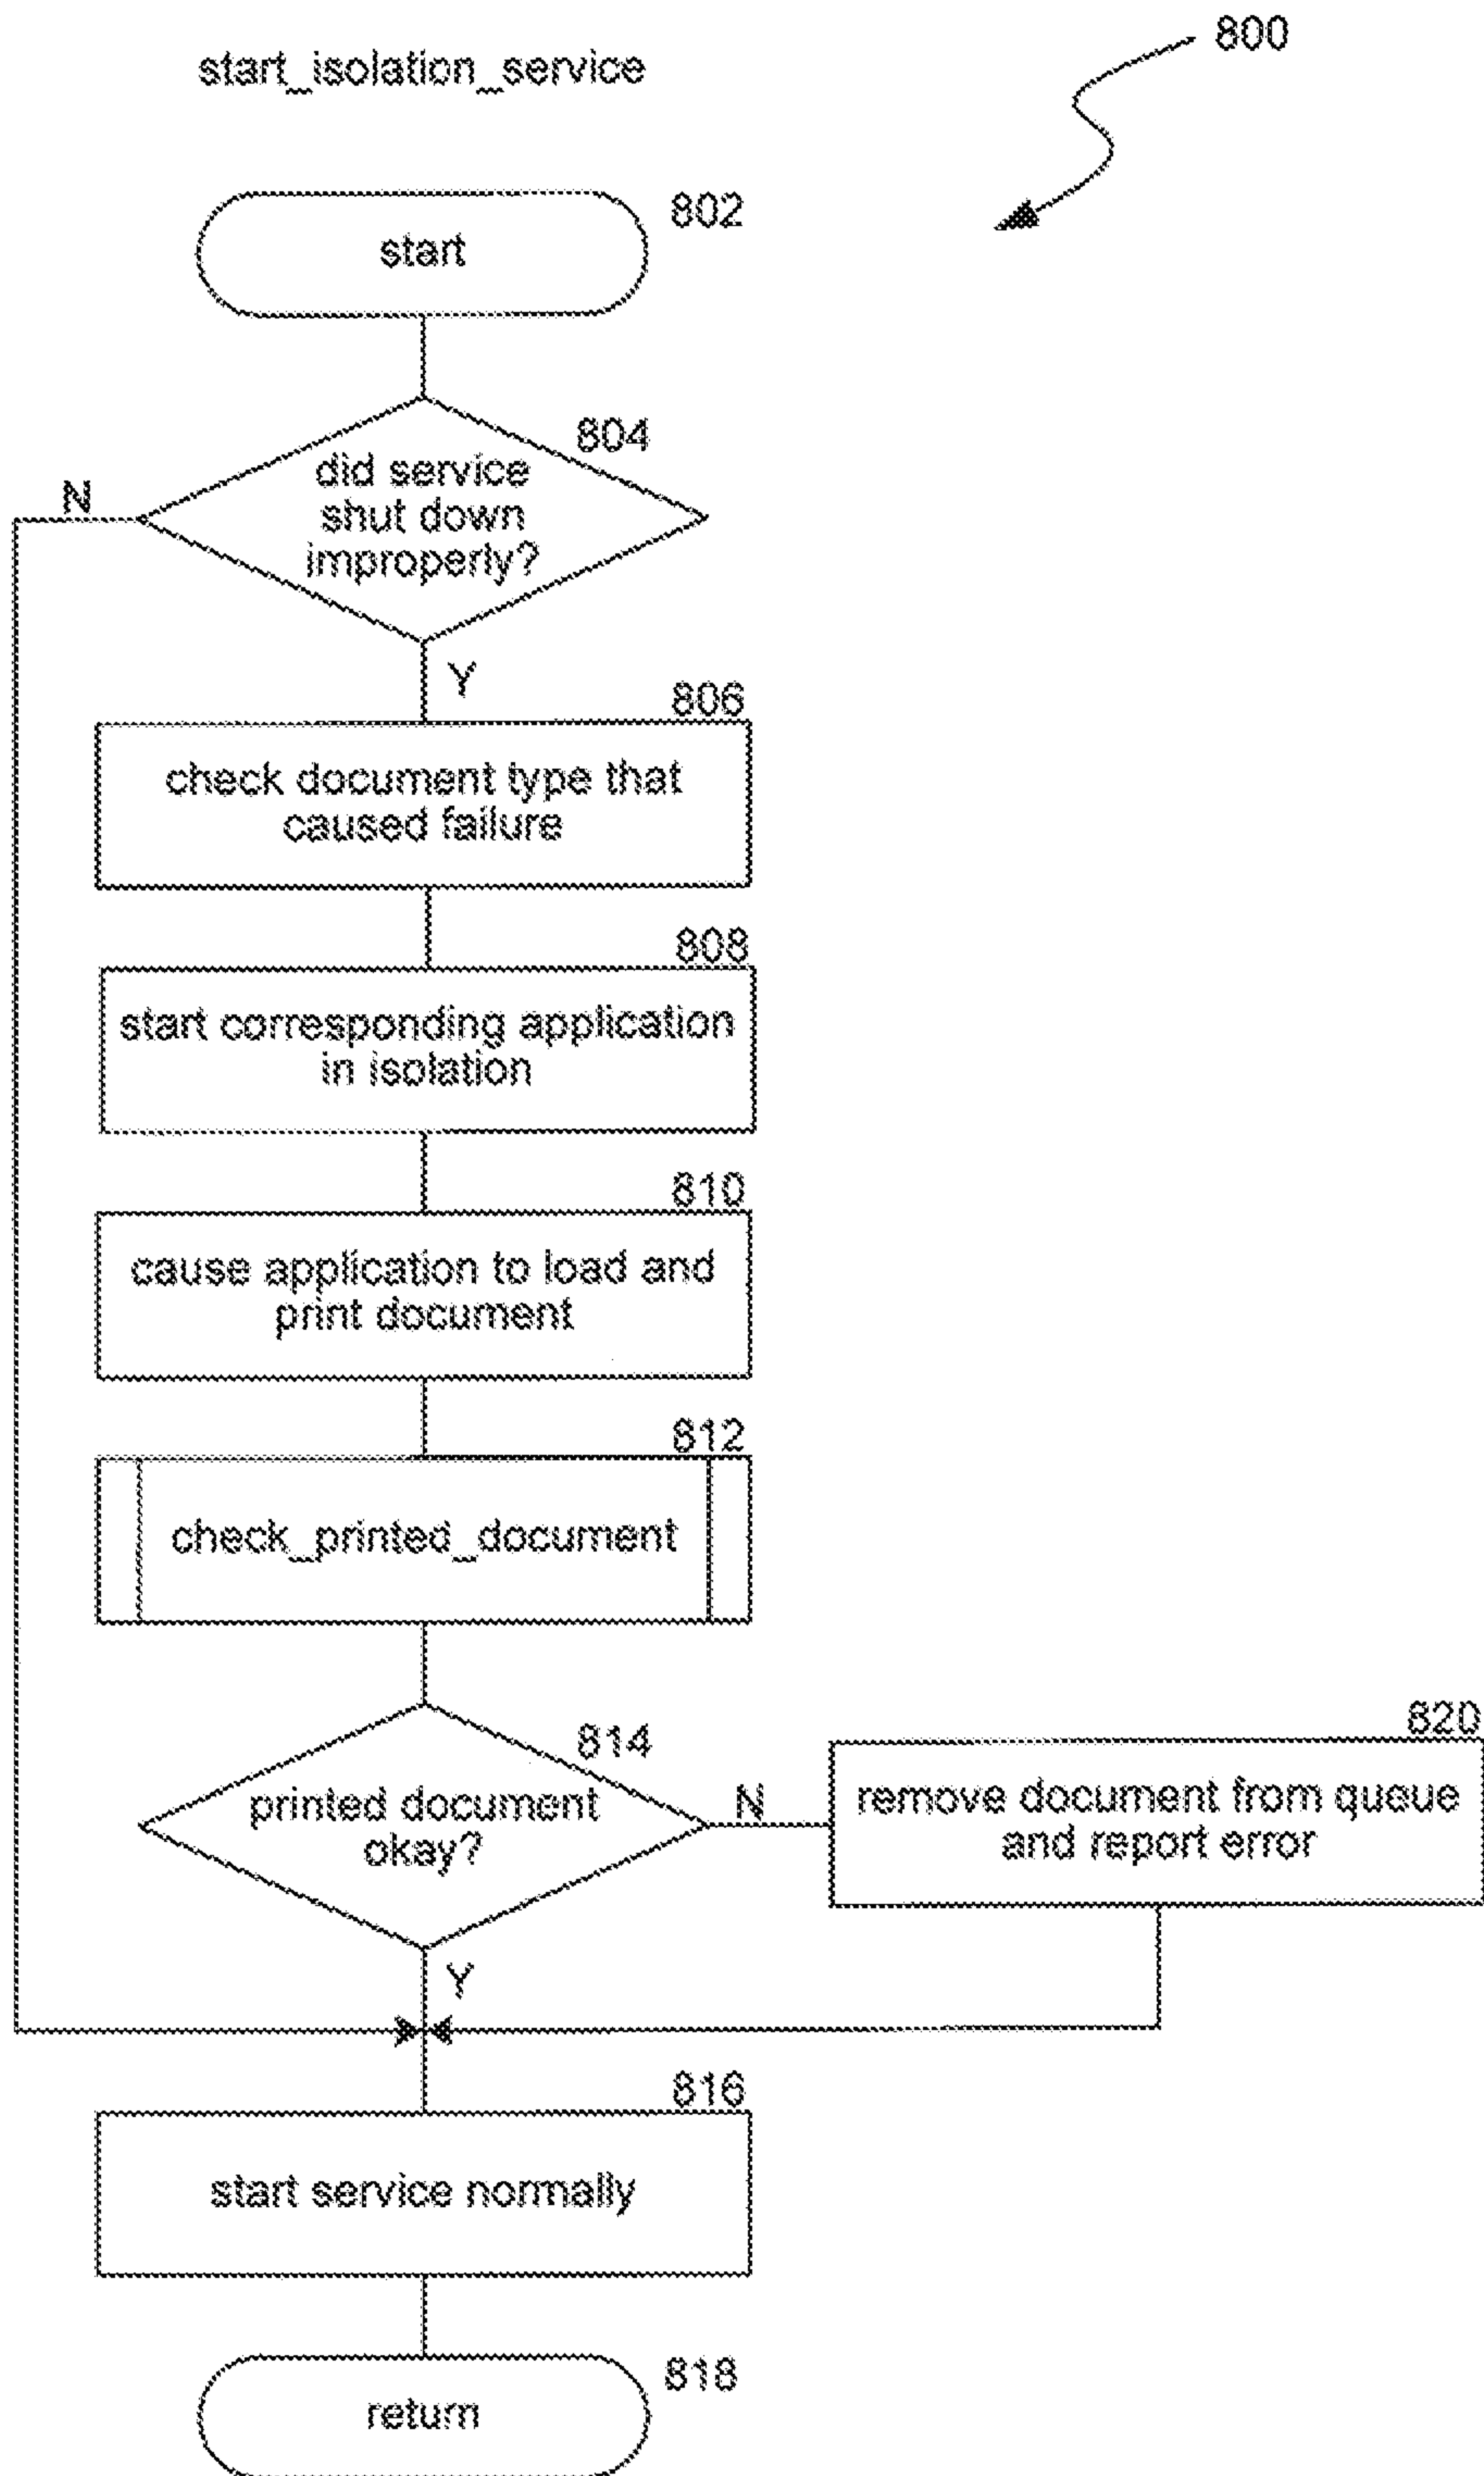 800
start_isolation_service
802
start
804
did service
shut down
improperly?
N
Y
806
check document type that
caused failure
808
start corresponding application
in isolation
810
cause application to load and
print document
812
check_printed_document
814
printed document
okay?
N
820
remove document from queue
and report error
Y
816
start service normally
818
return